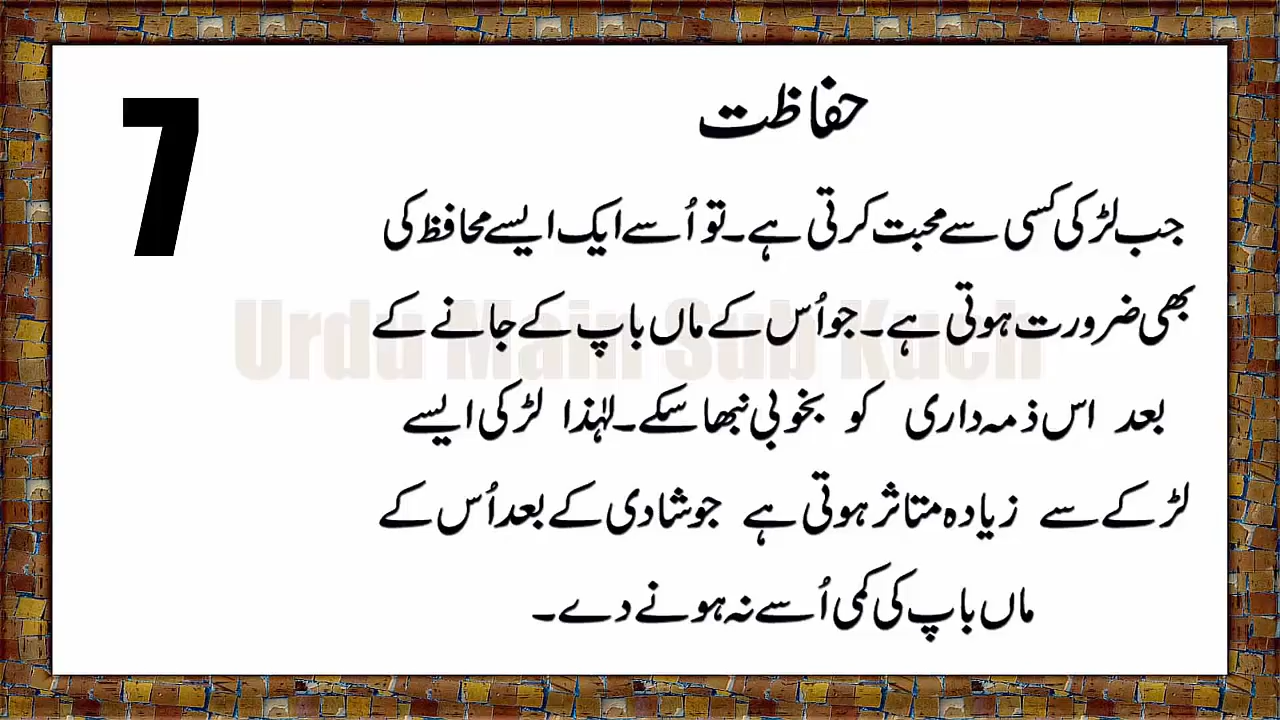 7
حفاظت
جب لڑکی کسی سے محبت کرتی ہے۔ تو اُسے ایک ایسے محافظ کی
بھی ضرورت ہوتی ہے۔ جو اُس کے ماں باپ کے جانے کے
بعد اس ذمہ داری کو بخوبی نبھا سکے۔ لہٰذا لڑکی ایسے
لڑکے سے زیادہ متاثر ہوتی ہے جو شادی کے بعد اُس کے
ماں باپ کی کمی اُسے نہ ہونے دے۔
Urdu Main Sub Kuch